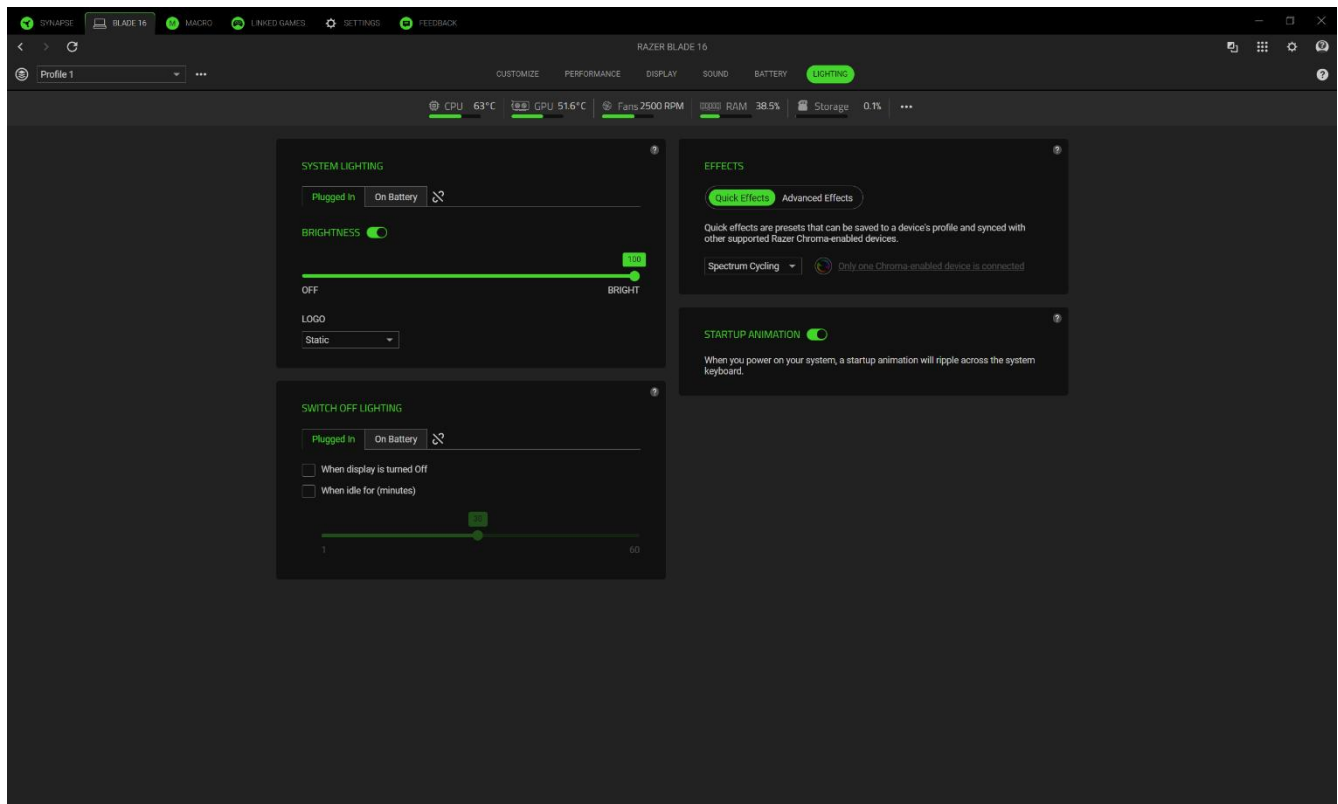 SYNAPSE BLADE 16 M MACRO LINKED GAMES SETTINGS FEEDBACK
RAZER BLADE 16
Profile 1 CUSTOMIZE PERFORMANCE DISPLAY SOUND BATTERY LIGHTING
CPU 63°C GPU 51.6°C Fans 2500 RPM RAM 38.5% Storage 0.1%
SYSTEM LIGHTING
Plugged In On Battery
BRIGHTNESS
100
OFF BRIGHT
LOGO
Static
SWITCH OFF LIGHTING
Plugged In On Battery
When display is turned Off
When idle for (minutes)
30
1 60
EFFECTS
Quick Effects Advanced Effects
Quick effects are presets that can be saved to a device's profile and synced with
other supported Razer Chroma-enabled devices.
Spectrum Cycling Only one Chroma-enabled device is connected
STARTUP ANIMATION
When you power on your system, a startup animation will ripple across the system
keyboard.